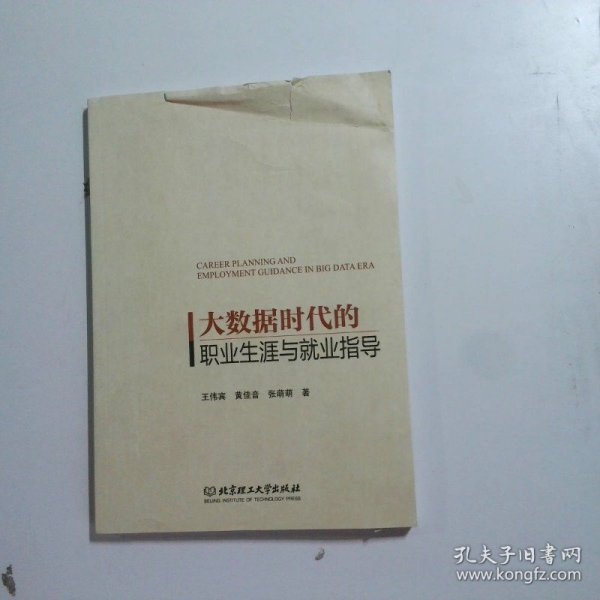 CAREER PLANNING AND
EMPLOYMENT GUIDANCE IN BIG DATA ERA
大数据时代的
职业生涯与就业指导
王伟宾 黄佳音 张萌萌 著
北京理工大学出版社
BEIJING INSTITUTE OF TECHNOLOGY PRESS
孔夫子旧书网
www.kongfz.com